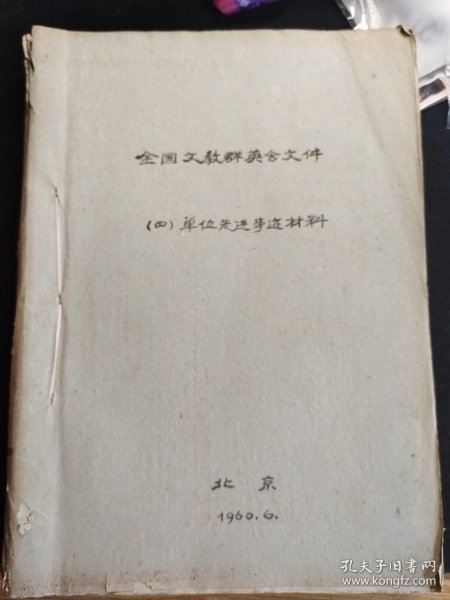 全国文教群英会文件
(四)单位先进事迹材料
北京
1960.6.
孔夫子旧书网
www.kongfz.com